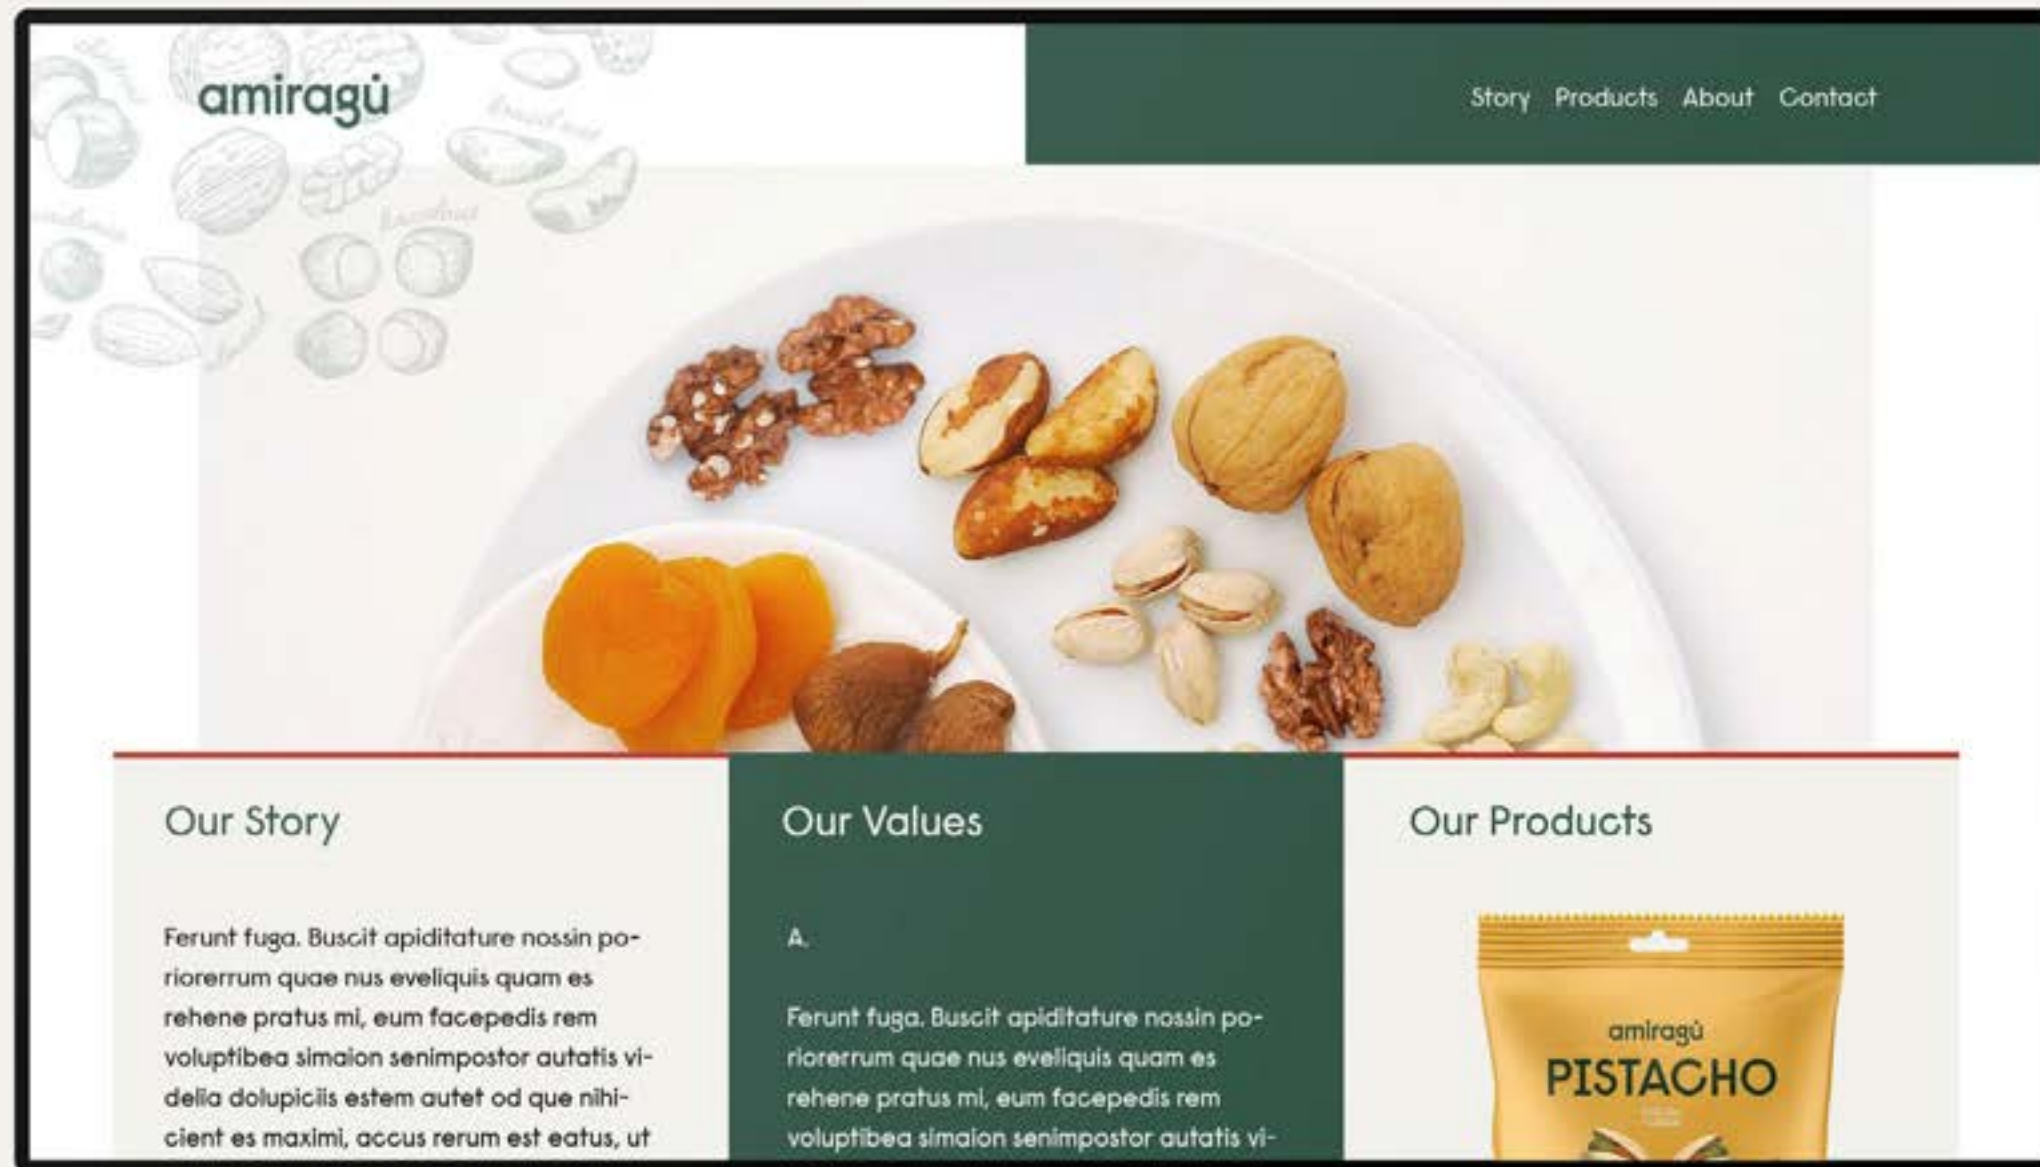 amiragù
Story Products About Contact
hazelnut
Our Story
Ferunt fuga. Buscit apiditature nossin po-
riorerrum quae nus eveliquis quam es
rehene pratus mi, eum facepedis rem
voluptibea simaion senimpostor autatis vi-
delia dolupiciis estem autet od que nihi-
cient es maximi, accus rerum est eatus, ut
Our Values
A.
Ferunt fuga. Buscit apiditature nossin po-
riorerrum quae nus eveliquis quam es
rehene pratus mi, eum facepedis rem
voluptibea simaion senimpostor autatis vi-
Our Products
amiragù
PISTACHO